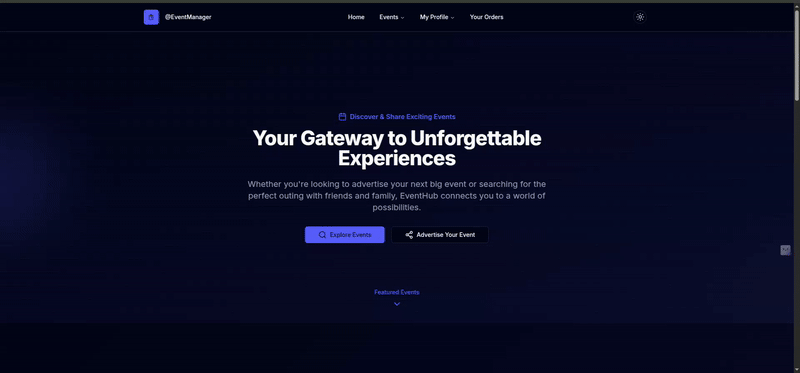 @EventManager
Home
Events
My Profile
Your Orders
Discover & Share Exciting Events
Your Gateway to Unforgettable
Experiences
Whether you're looking to advertise your next big event or searching for the
perfect outing with friends and family, EventHub connects you to a world of
possibilities.
Explore Events
Advertise Your Event
Featured Events